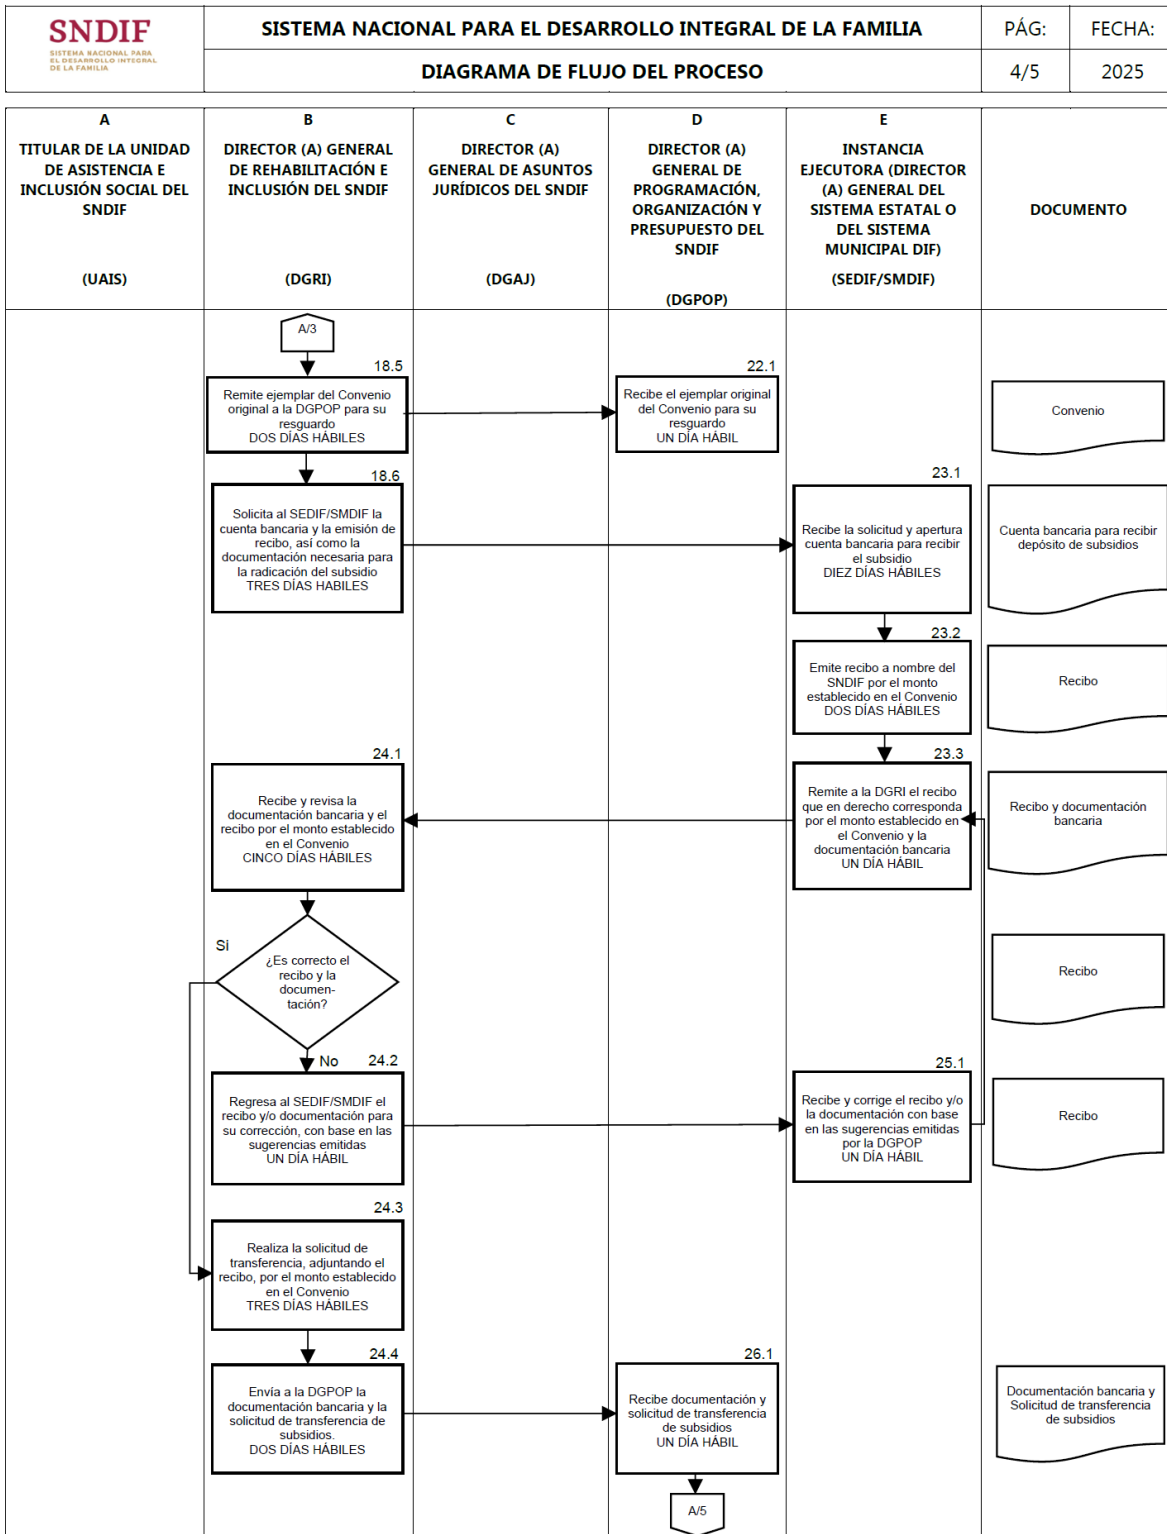 SNDIF
SISTEMA NACIONAL PARA
EL DESARROLLO INTEGRAL
DE LA FAMILIA
SISTEMA NACIONAL PARA EL DESARROLLO INTEGRAL DE LA FAMILIA
PÁG:
FECHA:
DIAGRAMA DE FLUJO DEL PROCESO
4/5
2025
A
TITULAR DE LA UNIDAD
DE ASISTENCIA E
INCLUSIÓN SOCIAL DEL
SNDIF
(UAIS)
B
DIRECTOR (A) GENERAL
DE REHABILITACIÓN E
INCLUSIÓN DEL SNDIF
(DGRI)
C
DIRECTOR (A)
GENERAL DE ASUNTOS
JURÍDICOS DEL SNDIF
(DGAJ)
D
DIRECTOR (A)
GENERAL DE
PROGRAMACIÓN,
ORGANIZACIÓN Y
PRESUPUESTO DEL
SNDIF
(DGPOP)
E
INSTANCIA
EJECUTORA (DIRECTOR
(A) GENERAL DEL
SISTEMA ESTATAL O
DEL SISTEMA
MUNICIPAL DIF)
(SEDIF/SMDIF)
DOCUMENTO
A/3
18.5
Remite ejemplar del Convenio
original a la DGPOP para su
resguardo
DOS DÍAS HÁBILES
22.1
Recibe el ejemplar original
del Convenio para su
resguardo
UN DÍA HÁBIL
Convenio
18.6
Solicita al SEDIF/SMDIF la
cuenta bancaria y la emisión de
recibo, así como la
documentación necesaria para
la radicación del subsidio
TRES DÍAS HABILES
23.1
Recibe la solicitud y apertura
cuenta bancaria para recibir
el subsidio
DIEZ DÍAS HÁBILES
Cuenta bancaria para recibir
depósito de subsidios
23.2
Emite recibo a nombre del
SNDIF por el monto
establecido en el Convenio
DOS DÍAS HÁBILES
Recibo
24.1
Recibe y revisa la
documentación bancaria y el
recibo por el monto establecido
en el Convenio
CINCO DÍAS HÁBILES
23.3
Remite a la DGRI el recibo
que en derecho corresponda
por el monto establecido en
el Convenio y la
documentación bancaria
UN DÍA HÁBIL
Recibo y documentación
bancaria
Si
¿Es correcto el
recibo y la
documen-
tación?
Recibo
No
24.2
Regresa al SEDIF/SMDIF el
recibo y/o documentación para
su corrección, con base en las
sugerencias emitidas
UN DÍA HÁBIL
25.1
Recibe y corrige el recibo y/o
la documentación con base
en las sugerencias emitidas
por la DGPOP
UN DÍA HÁBIL
Recibo
24.3
Realiza la solicitud de
transferencia, adjuntando el
recibo, por el monto establecido
en el Convenio
TRES DÍAS HÁBILES
24.4
Envía a la DGPOP la
documentación bancaria y la
solicitud de transferencia de
subsidios.
DOS DÍAS HÁBILES
26.1
Recibe documentación y
solicitud de transferencia
de subsidios
UN DÍA HÁBIL
Documentación bancaria y
Solicitud de transferencia
de subsidios
A/5